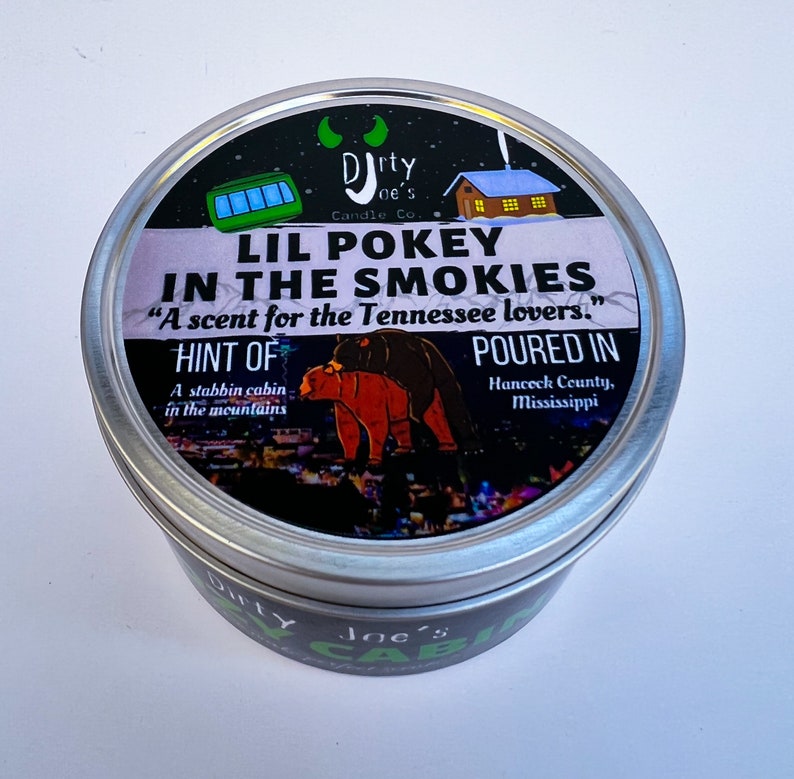 Dirty
Joe's
Candle Co.
LIL POKEY
IN THE SMOKIES
"A scent for the Tennessee lovers."
HINT OF
A stabbin cabin
in the mountains
POURED IN
Hancock County,
Mississippi
Dirty Joe's
CABIN